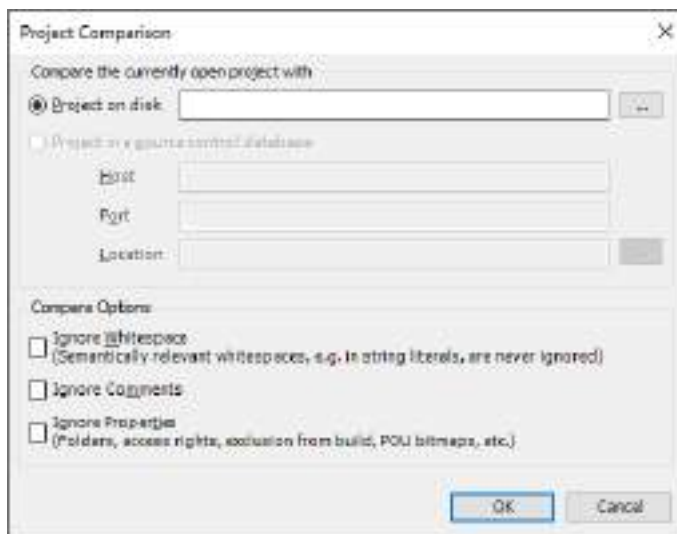 Project Comparison
Compare the currently open project with
Project on disk
...
Project in a source control database
Host
Port
Location
...
Compare Options
Ignore Whitespace
(Semantically relevant whitespaces, e.g. in string literals, are never ignored)
Ignore Comments
Ignore Properties
(Folders, access rights, exclusion from build, POU bitmaps, etc.)
OK
Cancel